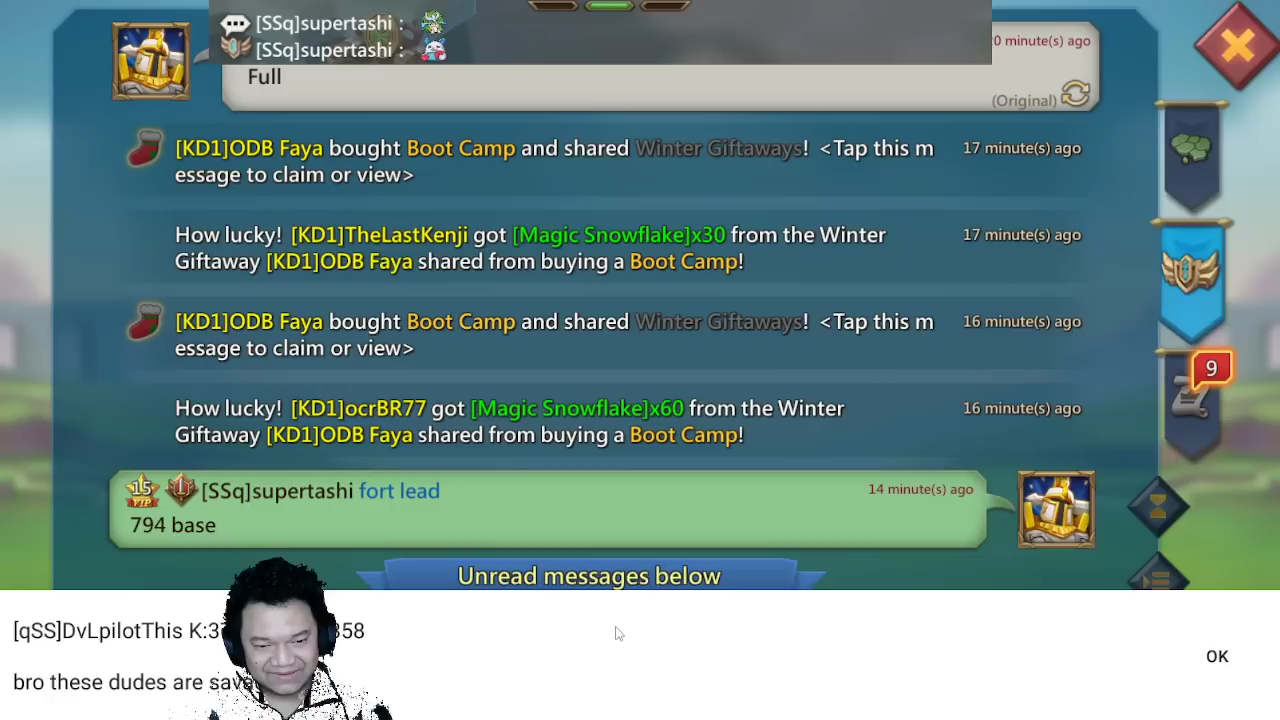 [SSq]supertashi :
[SSq]supertashi :
0 minute(s) ago
Full
(Original)
[KD1]ODB Faya bought Boot Camp and shared Winter Giftaways! <Tap this m
essage to claim or view>
17 minute(s) ago
How lucky! [KD1]TheLastKenji got [Magic Snowflake]x30 from the Winter
Giftaway [KD1]ODB Faya shared from buying a Boot Camp!
17 minute(s) ago
[KD1]ODB Faya bought Boot Camp and shared Winter Giftaways! <Tap this m
essage to claim or view>
16 minute(s) ago
9
How lucky! [KD1]ocrBR77 got [Magic Snowflake]x60 from the Winter
Giftaway [KD1]ODB Faya shared from buying a Boot Camp!
16 minute(s) ago
15 VIP [SSq]supertashi fort lead
14 minute(s) ago
794 base
Unread messages below
[qSS]DvLpilotThis K:3 358
bro these dudes are
OK